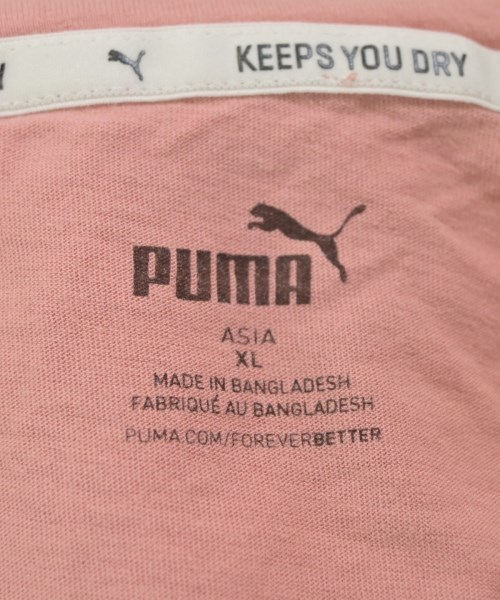 KEEPS YOU DRY
PUMA
ASIA
XL
MADE IN BANGLADESH
FABRIQUÉ AU BANGLADESH
PUMA.COM/FOREVERBETTER